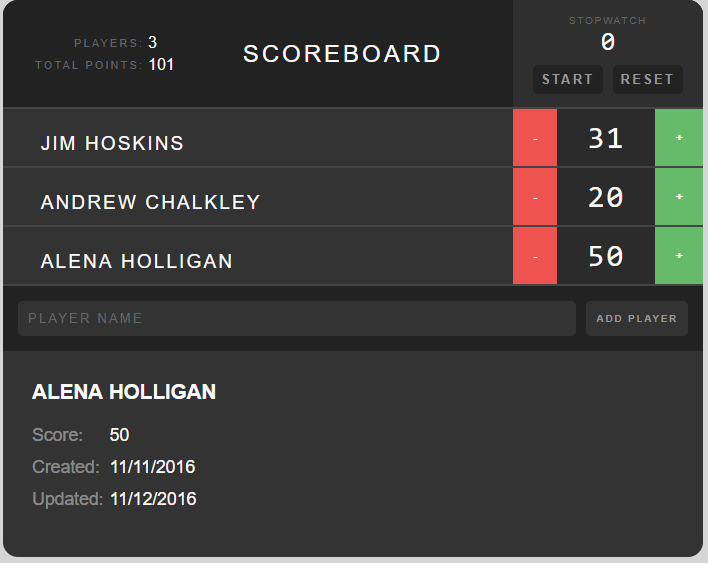 PLAYERS: 3
TOTAL POINTS: 101
SCOREBOARD
STOPWATCH
0
START RESET
JIM HOSKINS - 31 +
ANDREW CHALKLEY - 20 +
ALENA HOLLIGAN - 50 +
PLAYER NAME ADD PLAYER
ALENA HOLLIGAN
Score: 50
Created: 11/11/2016
Updated: 11/12/2016